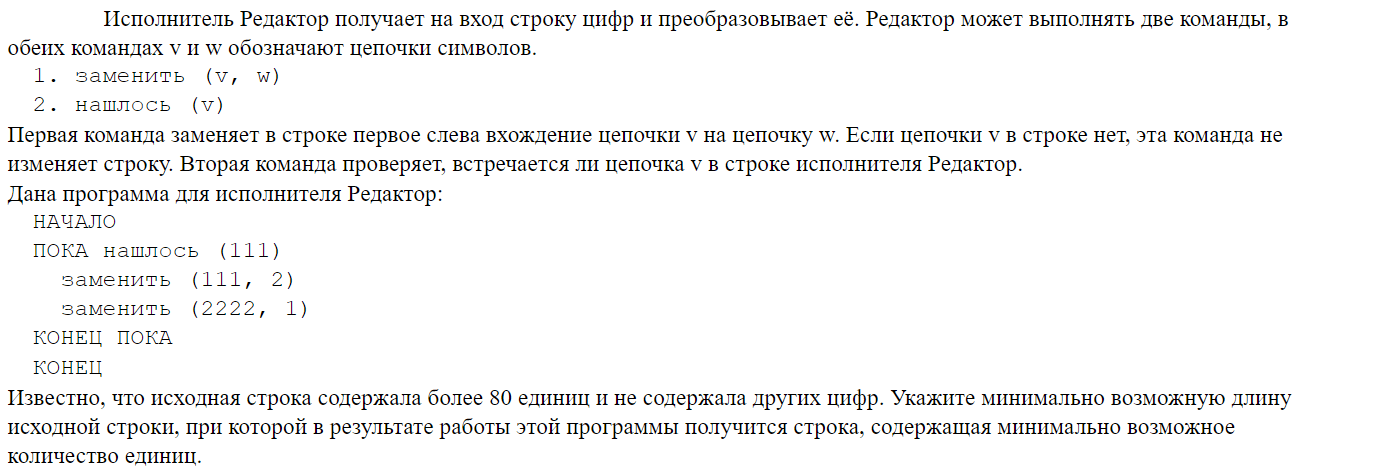 Исполнитель Редактор получает на вход строку цифр и преобразовывает её. Редактор может выполнять две команды, в
обеих командах v и w обозначают цепочки символов.
1. заменить (v, w)
2. нашлось (v)
Первая команда заменяет в строке первое слева вхождение цепочки v на цепочку w. Если цепочки v в строке нет, эта команда не
изменяет строку. Вторая команда проверяет, встречается ли цепочка v в строке исполнителя Редактор.
Дана программа для исполнителя Редактор:
НАЧАЛО
ПОКА нашлось (111)
заменить (111, 2)
заменить (2222, 1)
КОНЕЦ ПОКА
КОНЕЦ
Известно, что исходная строка содержала более 80 единиц и не содержала других цифр. Укажите минимально возможную длину
исходной строки, при которой в результате работы этой программы получится строка, содержащая минимально возможное
количество единиц.